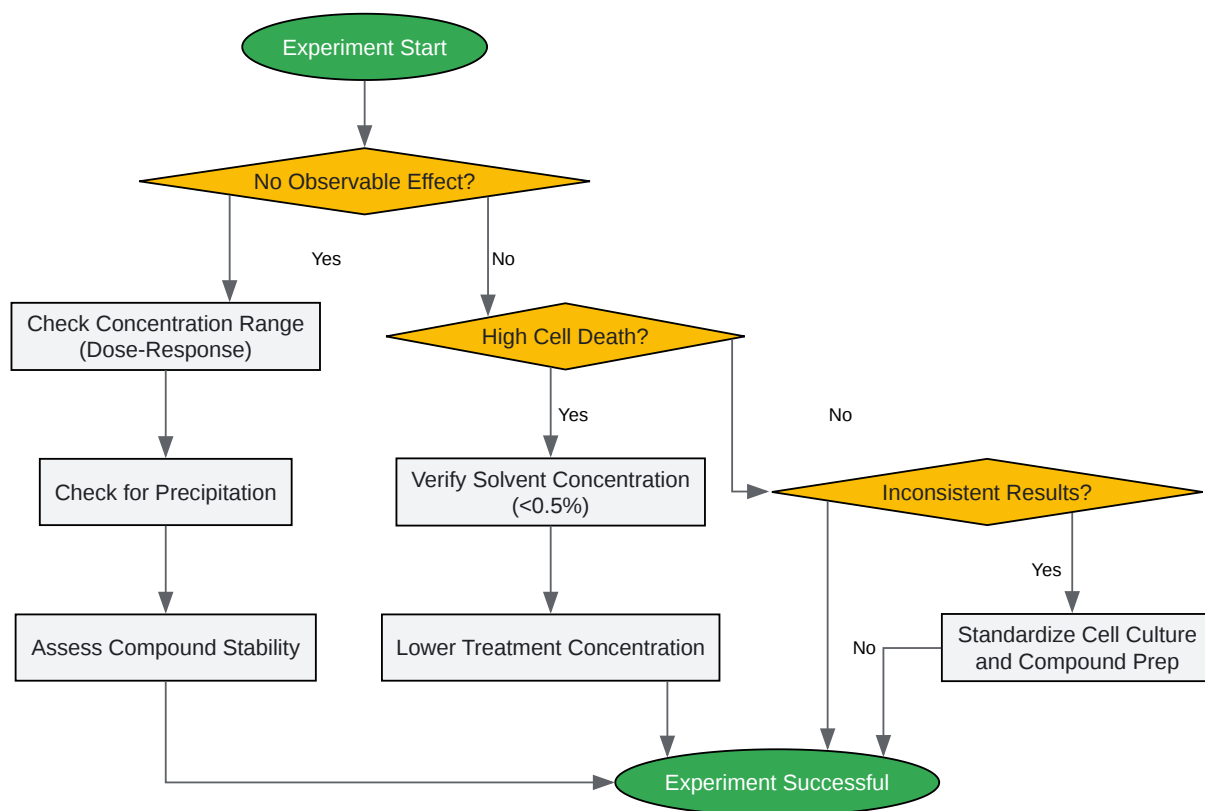 Experiment Start
No Observable Effect?
Yes
No
Check Concentration Range
(Dose-Response)
High Cell Death?
Yes
No
Check for Precipitation
Verify Solvent Concentration
(<0.5%)
Inconsistent Results?
Yes
Assess Compound Stability
Lower Treatment Concentration
No
Standardize Cell Culture
and Compound Prep
Experiment Successful